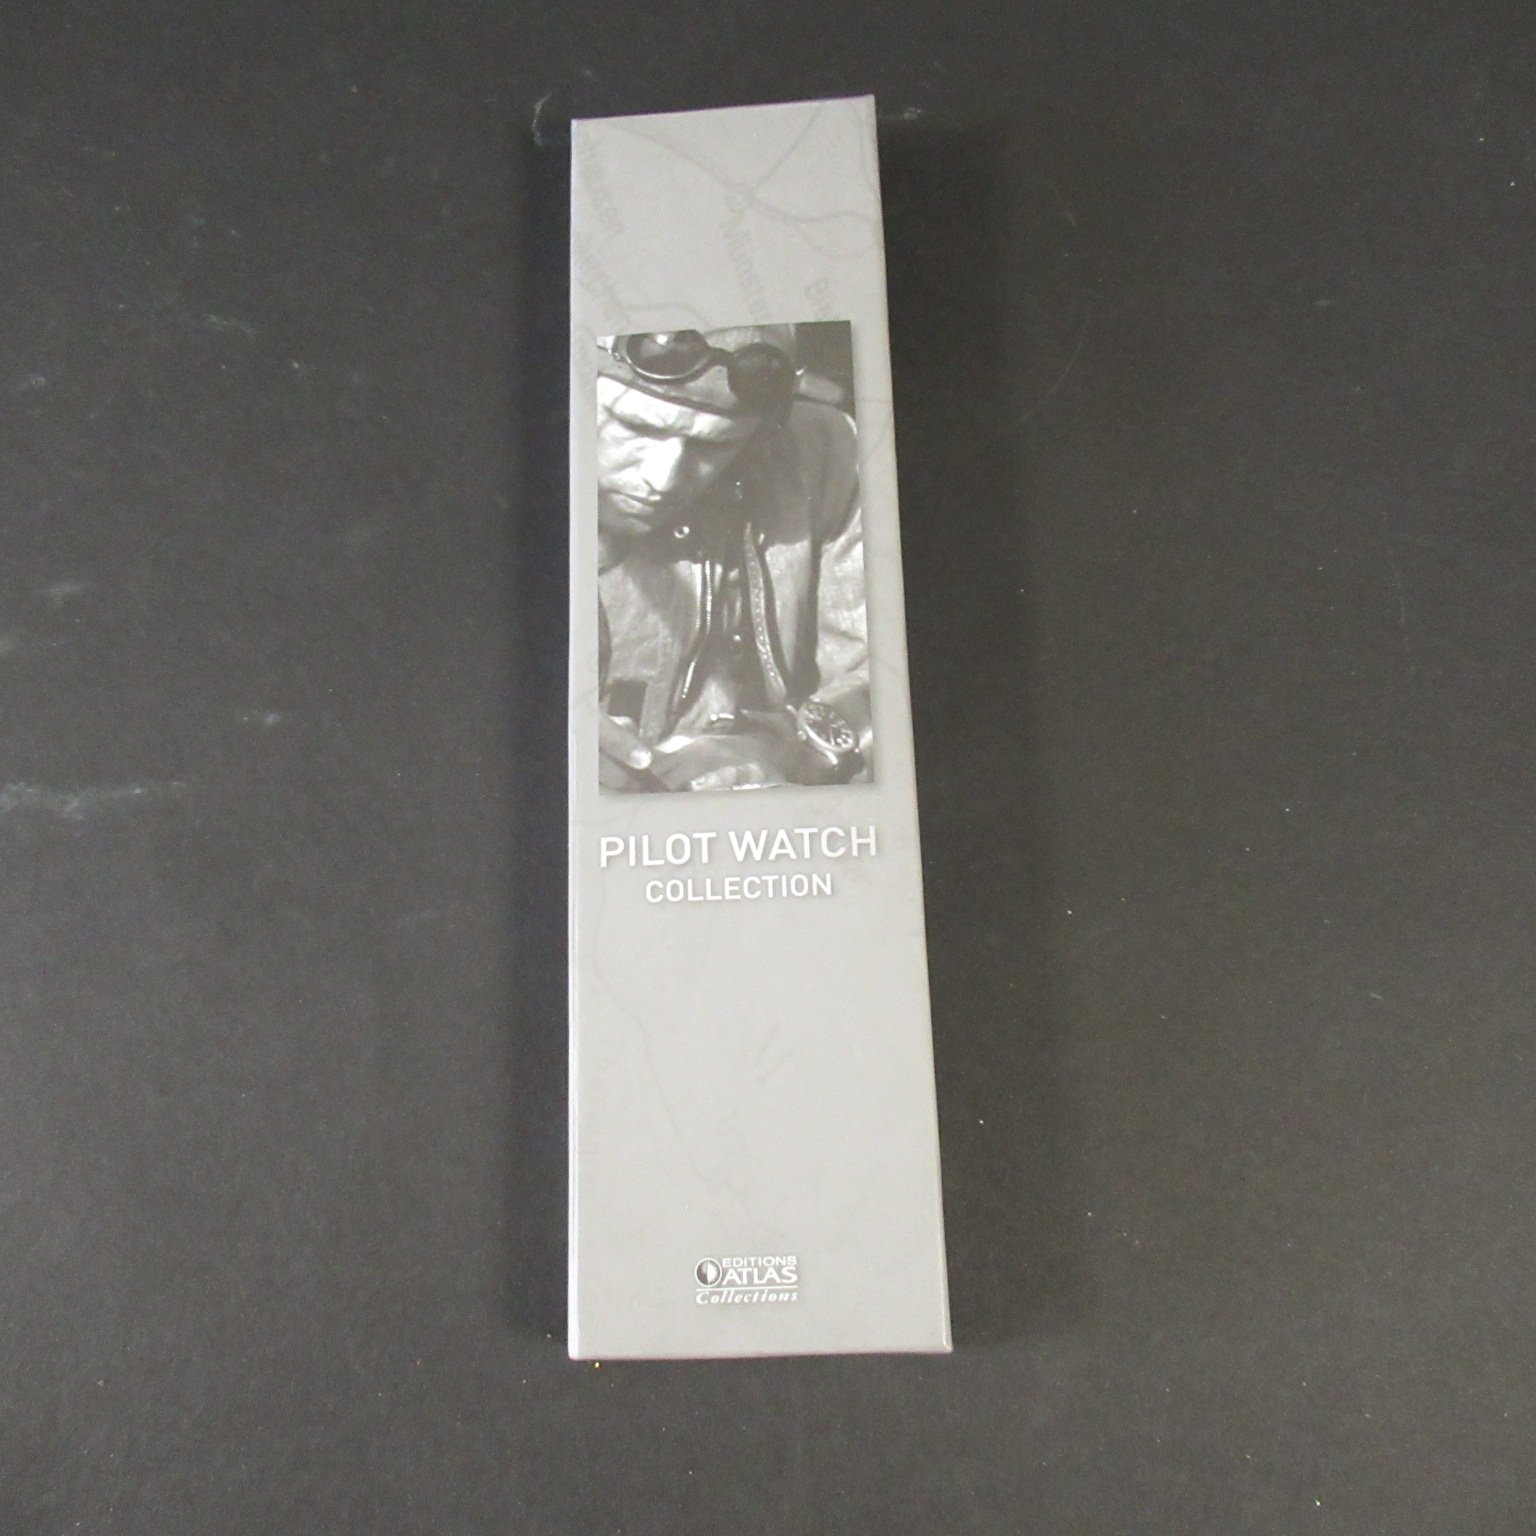 PILOT WATCH
COLLECTION
EDITIONS
ATLAS
Collections